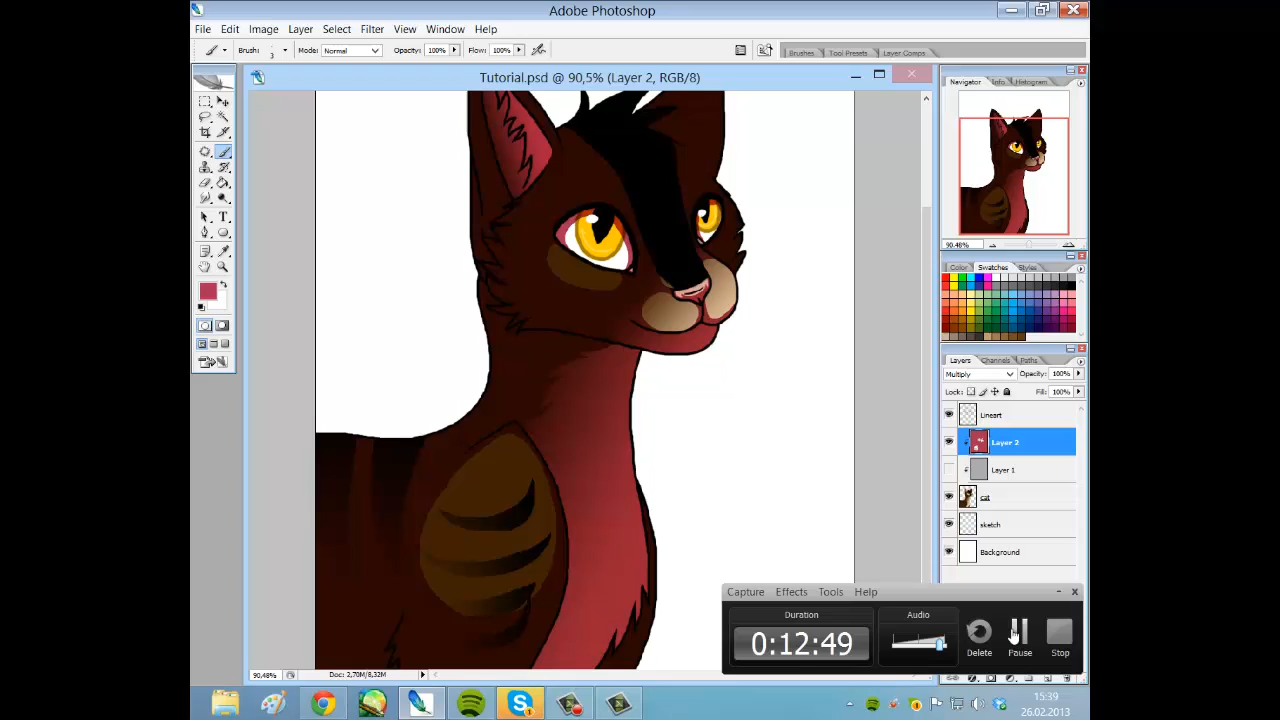 Adobe Photoshop
File Edit Image Layer Select Filter View Window Help
Brush: 3 Mode: Normal Opacity: 100% Flow: 100% Brushes Tool Presets Layer Comps
Tutorial.psd @ 90,5% (Layer 2, RGB/8)
Navigator Info Histogram
90.48%
Color Swatches Styles
Layers Channels Paths
Multiply Opacity: 100%
Lock: Fill: 100%
Lineart
Layer 2
Layer 1
cat
sketch
Background
Capture Effects Tools Help
Duration Audio
0:12:49
Delete Pause Stop
90.48% Doc: 2,70M/8,32M
15:39
26.02.2013